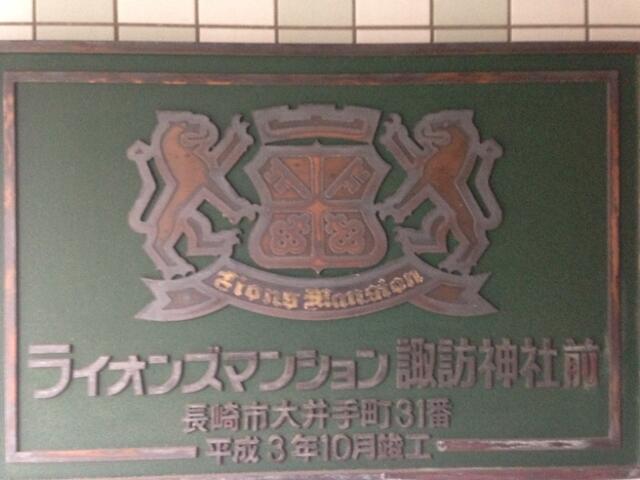 Lions Mansion
ライオンズマンション諏訪神社前
長崎市大井手町31番
平成3年10月竣工